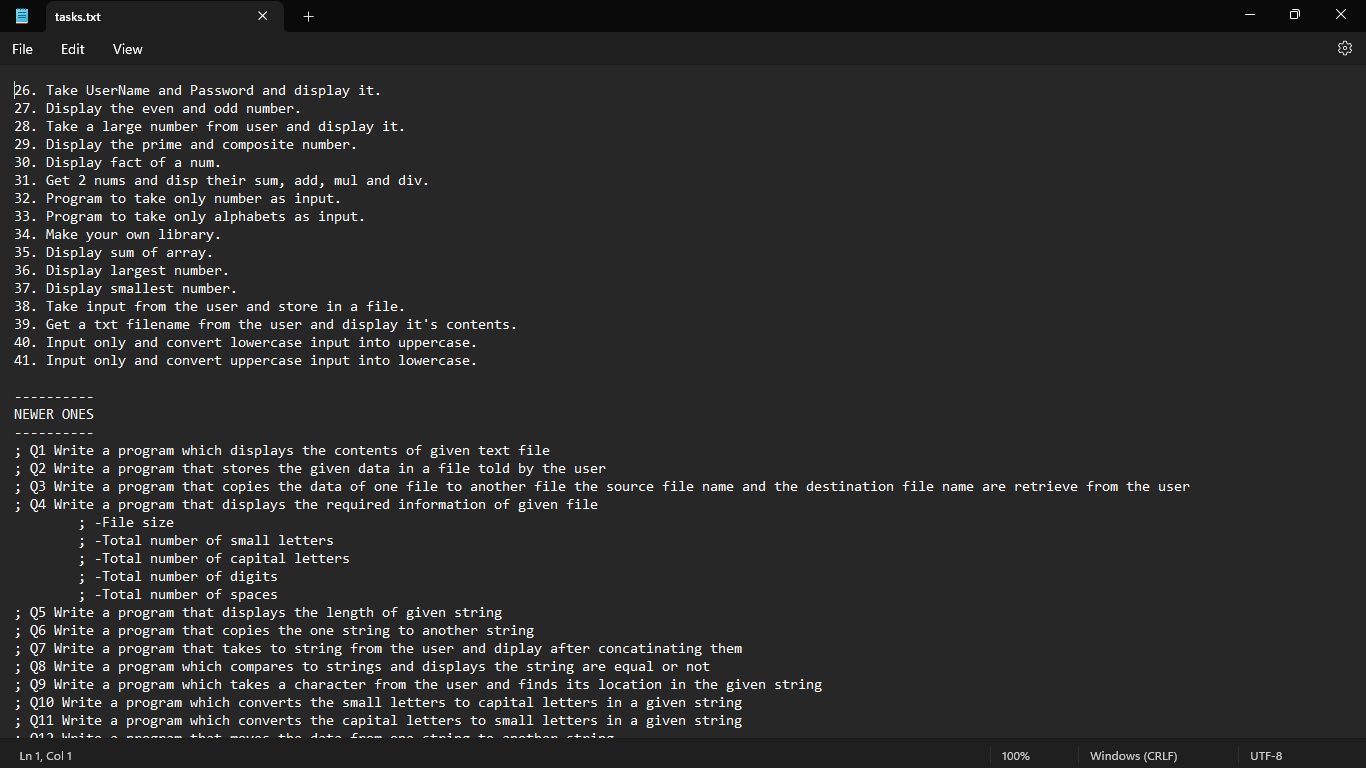 tasks.txt
File Edit View
26. Take UserName and Password and display it.
27. Display the even and odd number.
28. Take a large number from user and display it.
29. Display the prime and composite number.
30. Display fact of a num.
31. Get 2 nums and disp their sum, add, mul and div.
32. Program to take only number as input.
33. Program to take only alphabets as input.
34. Make your own library.
35. Display sum of array.
36. Display largest number.
37. Display smallest number.
38. Take input from the user and store in a file.
39. Get a txt filename from the user and display it's contents.
40. Input only and convert lowercase input into uppercase.
41. Input only and convert uppercase input into lowercase.
----------
NEWER ONES
----------
; Q1 Write a program which displays the contents of given text file
; Q2 Write a program that stores the given data in a file told by the user
; Q3 Write a program that copies the data of one file to another file the source file name and the destination file name are retrieve from the user
; Q4 Write a program that displays the required information of given file
; -File size
; -Total number of small letters
; -Total number of capital letters
; -Total number of digits
; -Total number of spaces
; Q5 Write a program that displays the length of given string
; Q6 Write a program that copies the one string to another string
; Q7 Write a program that takes to string from the user and diplay after concatinating them
; Q8 Write a program which compares to strings and displays the string are equal or not
; Q9 Write a program which takes a character from the user and finds its location in the given string
; Q10 Write a program which converts the small letters to capital letters in a given string
; Q11 Write a program which converts the capital letters to small letters in a given string
; Q12 Write a program that moves the data from one string to another string
Ln 1, Col 1 100% Windows (CRLF) UTF-8